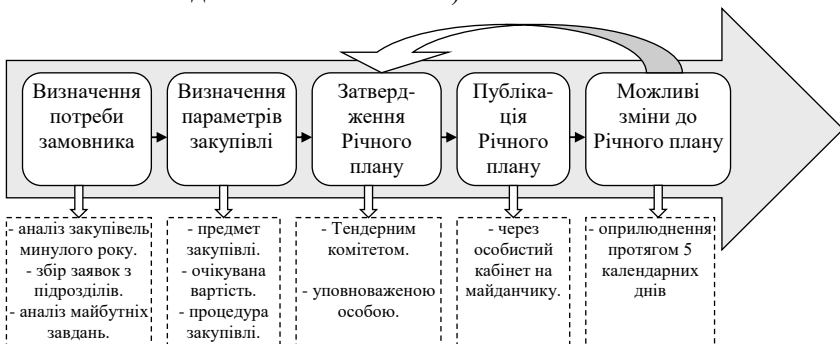 Визначення
потреби
замовника
Визначення
параметрів
закупівлі
Затверд-
ження
Річного
плану
Публіка-
ція
Річного
плану
Можливі
зміни до
Річного плану
- аналіз закупівель
минулого року.
- збір заявок з
підрозділів.
- аналіз майбутніх
завдань.
- предмет
закупівлі.
- очікувана
вартість.
- процедура
закупівлі.
- Тендерним
комітетом.
- уповноваженою
особою.
- через
особистий
кабінет на
майданчику.
- оприлюднення
протягом 5
календарних
днів